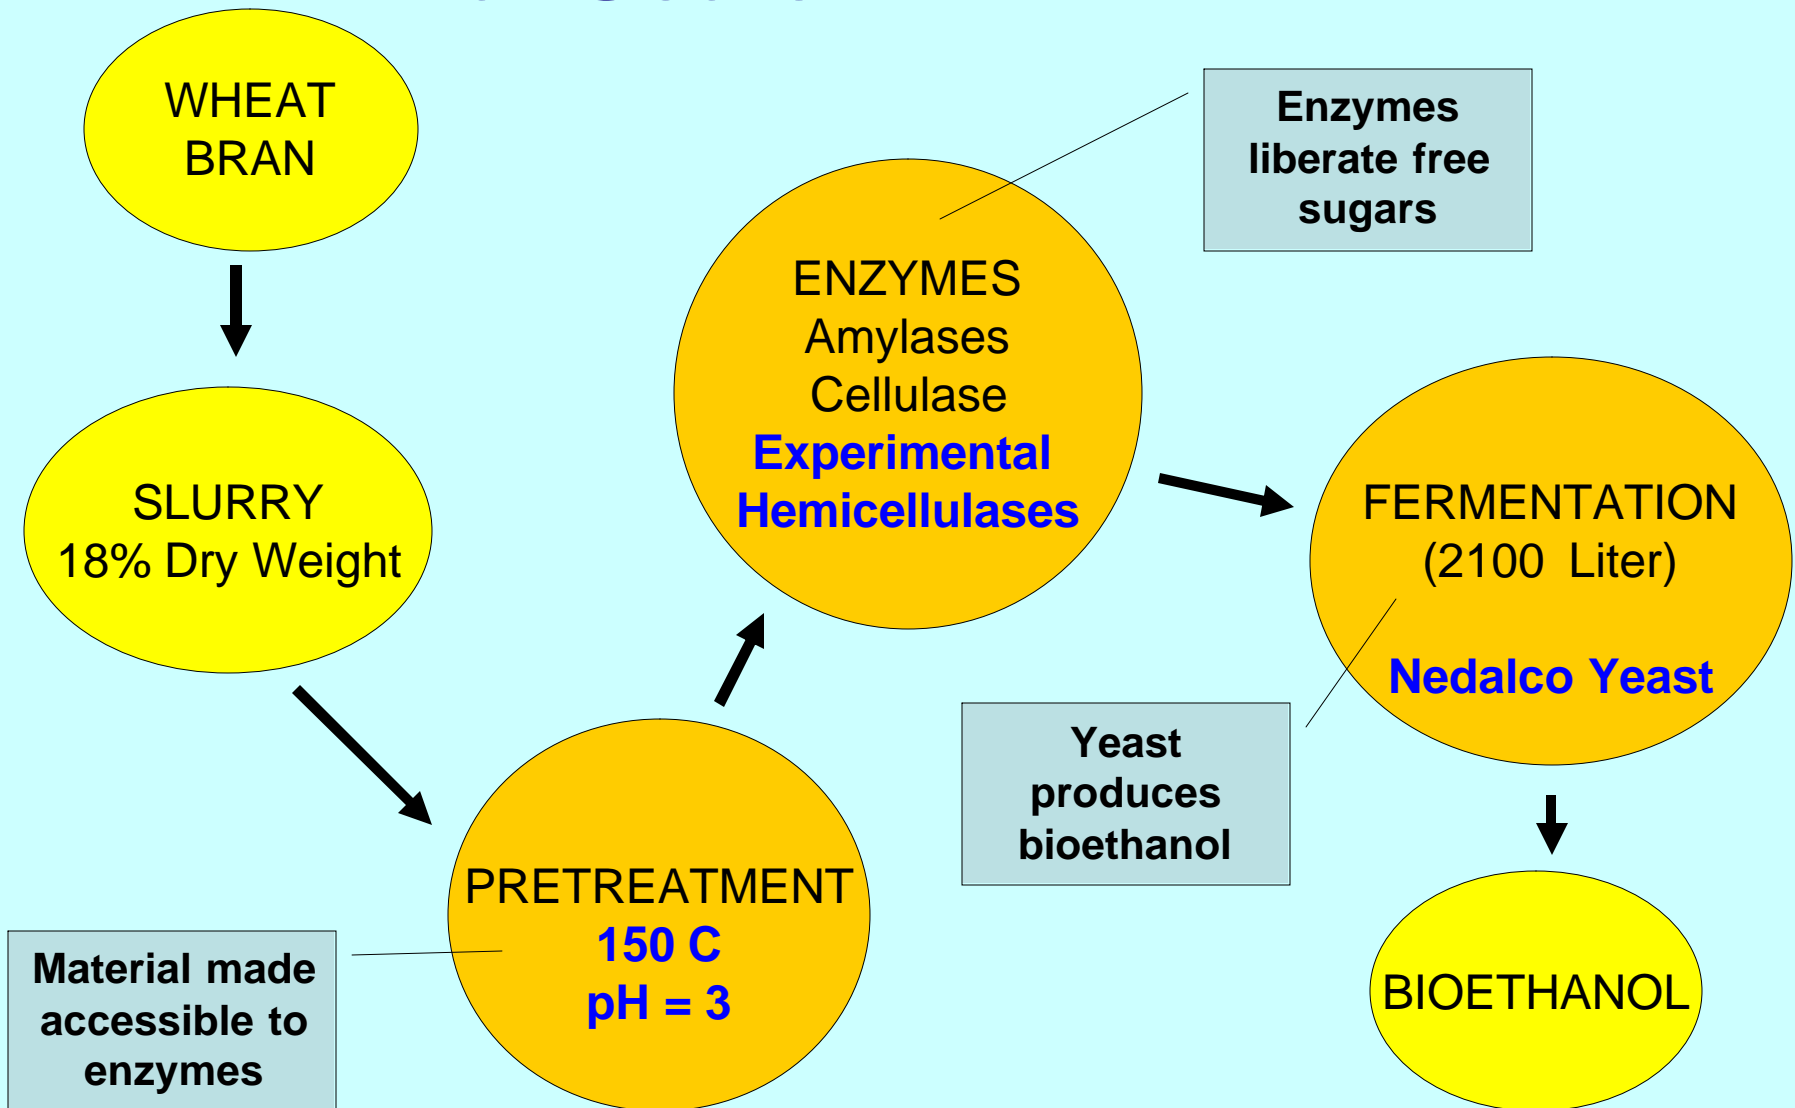 WHEAT
BRAN
SLURRY
18% Dry Weight
PRETREATMENT
150 C
pH = 3
Material made
accessible to
enzymes
ENZYMES
Amylases
Cellulase
Experimental
Hemicellulases
Enzymes
liberate free
sugars
FERMENTATION
(2100 Liter)
Nedalco Yeast
Yeast
produces
bioethanol
BIOETHANOL